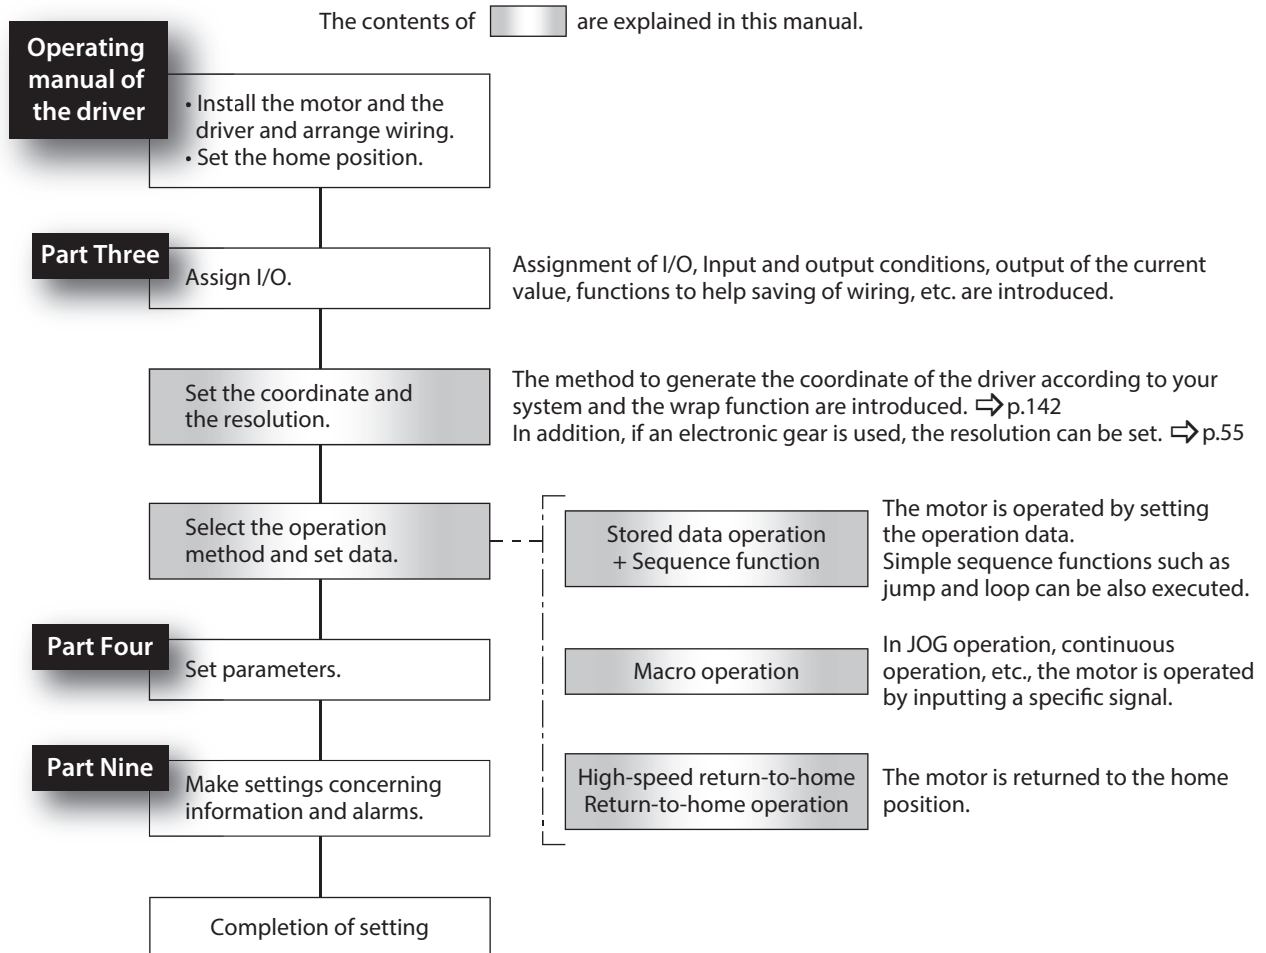 The contents of are explained in this manual.
Operating
manual of
the driver
• Install the motor and the
driver and arrange wiring.
• Set the home position.
Part Three
Assign I/O.
Assignment of I/O, Input and output conditions, output of the current
value, functions to help saving of wiring, etc. are introduced.
Set the coordinate and
the resolution.
The method to generate the coordinate of the driver according to your
system and the wrap function are introduced. ⇨ p.142
In addition, if an electronic gear is used, the resolution can be set. ⇨ p.55
Select the operation
method and set data.
Stored data operation
+ Sequence function
The motor is operated by setting
the operation data.
Simple sequence functions such as
jump and loop can be also executed.
Part Four
Set parameters.
Macro operation
In JOG operation, continuous
operation, etc., the motor is operated
by inputting a specific signal.
Part Nine
Make settings concerning
information and alarms.
High-speed return-to-home
Return-to-home operation
The motor is returned to the home
position.
Completion of setting